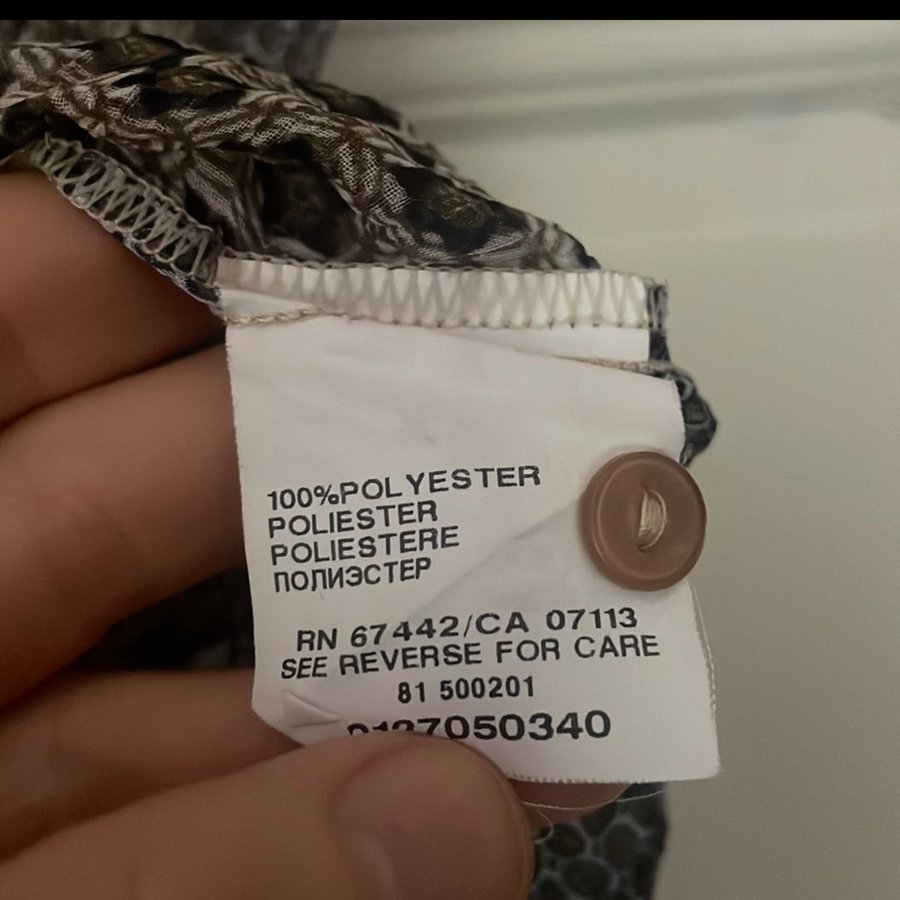 100%POLYESTER
POLIESTER
POLIESTERE
ПОЛИЭСТЕР
RN 67442/CA 07113
SEE REVERSE FOR CARE
81 500201